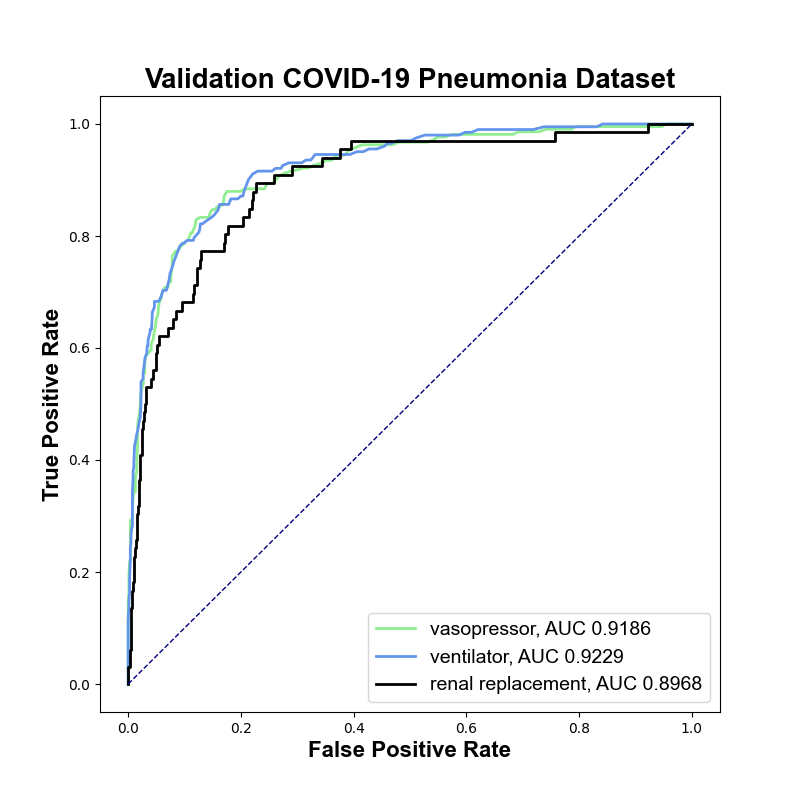 Validation COVID-19 Pneumonia Dataset
True Positive Rate
1.0
0.8
0.6
0.4
0.2
0.0
vasopressor, AUC 0.9186
ventilator, AUC 0.9229
renal replacement, AUC 0.8968
0.0 0.2 0.4 0.6 0.8 1.0
False Positive Rate